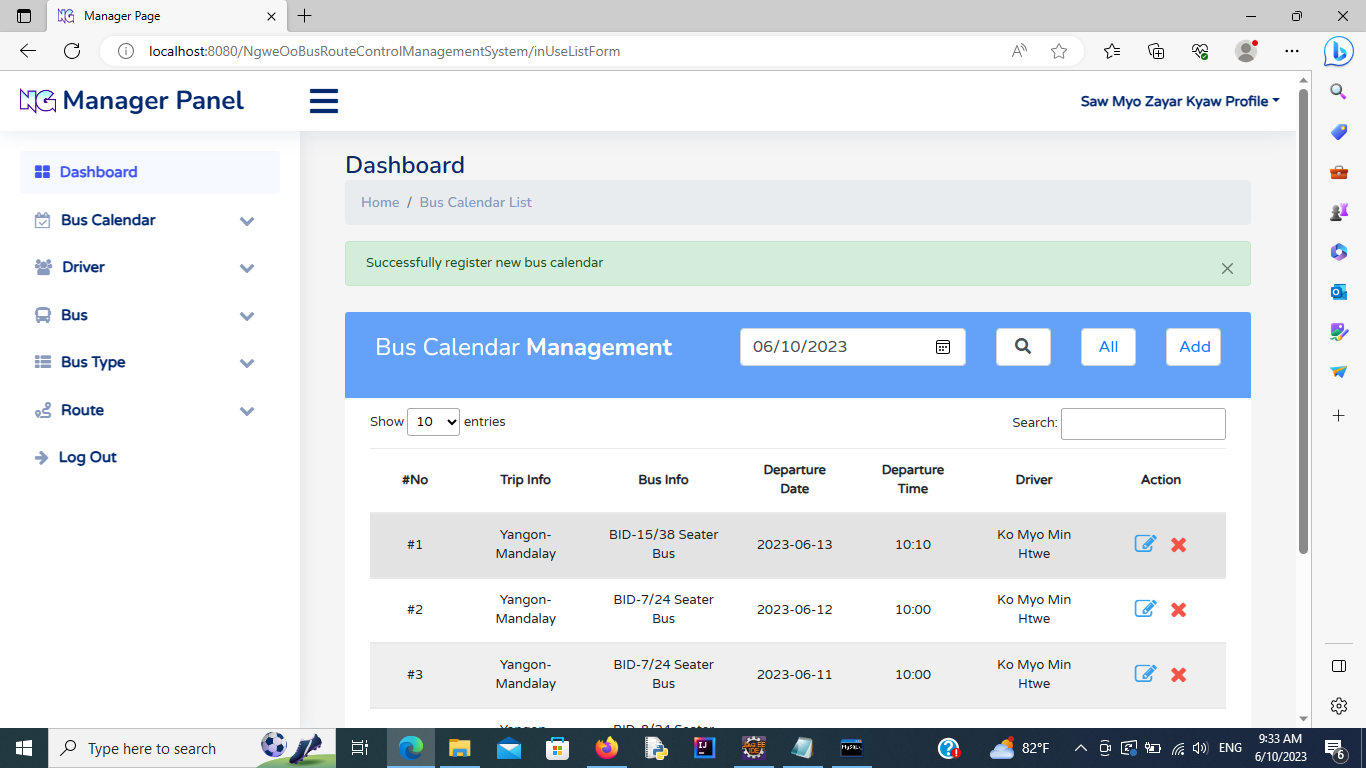 Manager Page
localhost:8080/NgweOoBusRouteControlManagementSystem/inUseListForm
NG Manager Panel
Saw Myo Zayar Kyaw Profile
Dashboard
Bus Calendar
Driver
Bus
Bus Type
Route
Log Out
Dashboard
Home / Bus Calendar List
Successfully register new bus calendar
Bus Calendar Management
06/10/2023
All
Add
Show 10 entries
Search:
#No Trip Info Bus Info Departure Date Departure Time Driver Action
#1 Yangon-Mandalay BID-15/38 Seater Bus 2023-06-13 10:10 Ko Myo Min Htwe
#2 Yangon-Mandalay BID-7/24 Seater Bus 2023-06-12 10:00 Ko Myo Min Htwe
#3 Yangon-Mandalay BID-7/24 Seater Bus 2023-06-11 10:00 Ko Myo Min Htwe
Type here to search
82°F
ENG
9:33 AM
6/10/2023
6